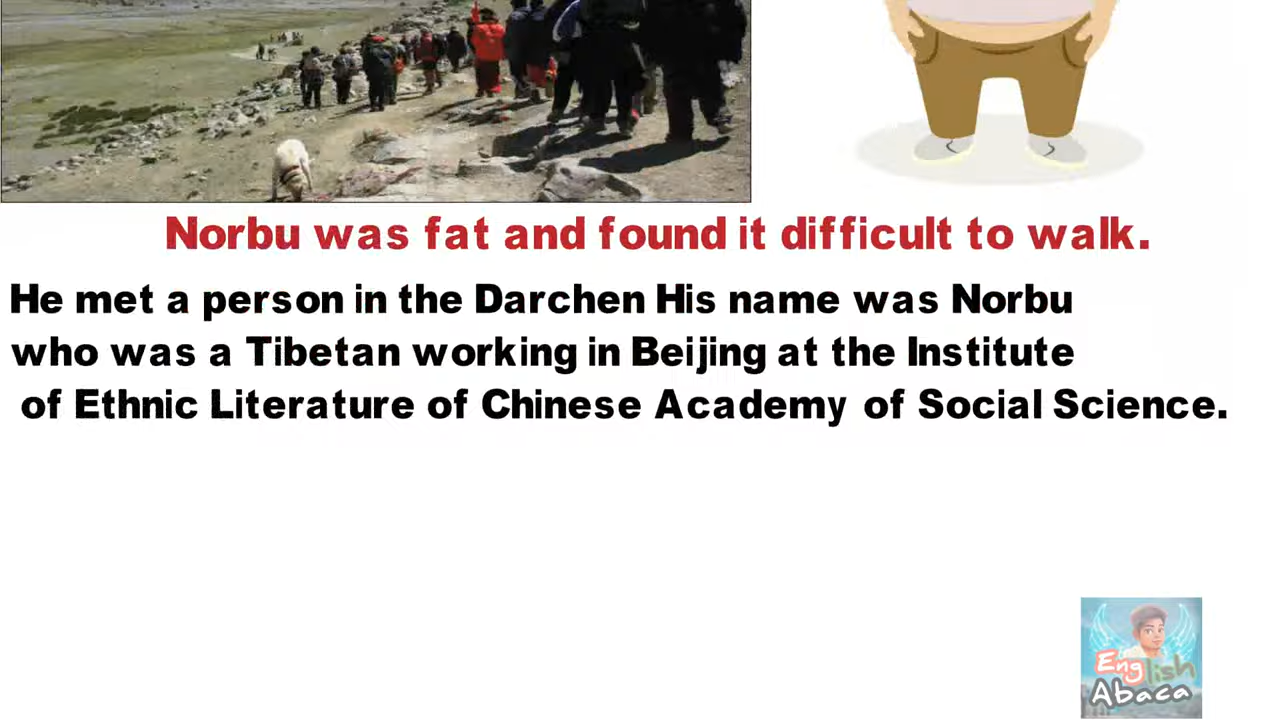 Norbu was fat and found it difficult to walk.
He met a person in the Darchen His name was Norbu
who was a Tibetan working in Beijing at the Institute
of Ethnic Literature of Chinese Academy of Social Science.
English
Abaca